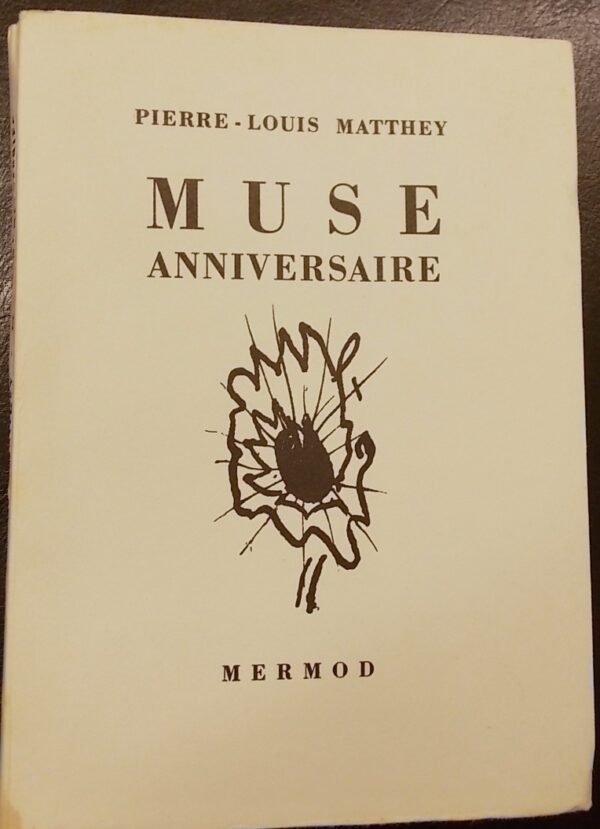 PIERRE-LOUIS MATTHEY
MUSE
ANNIVERSAIRE
MERMOD